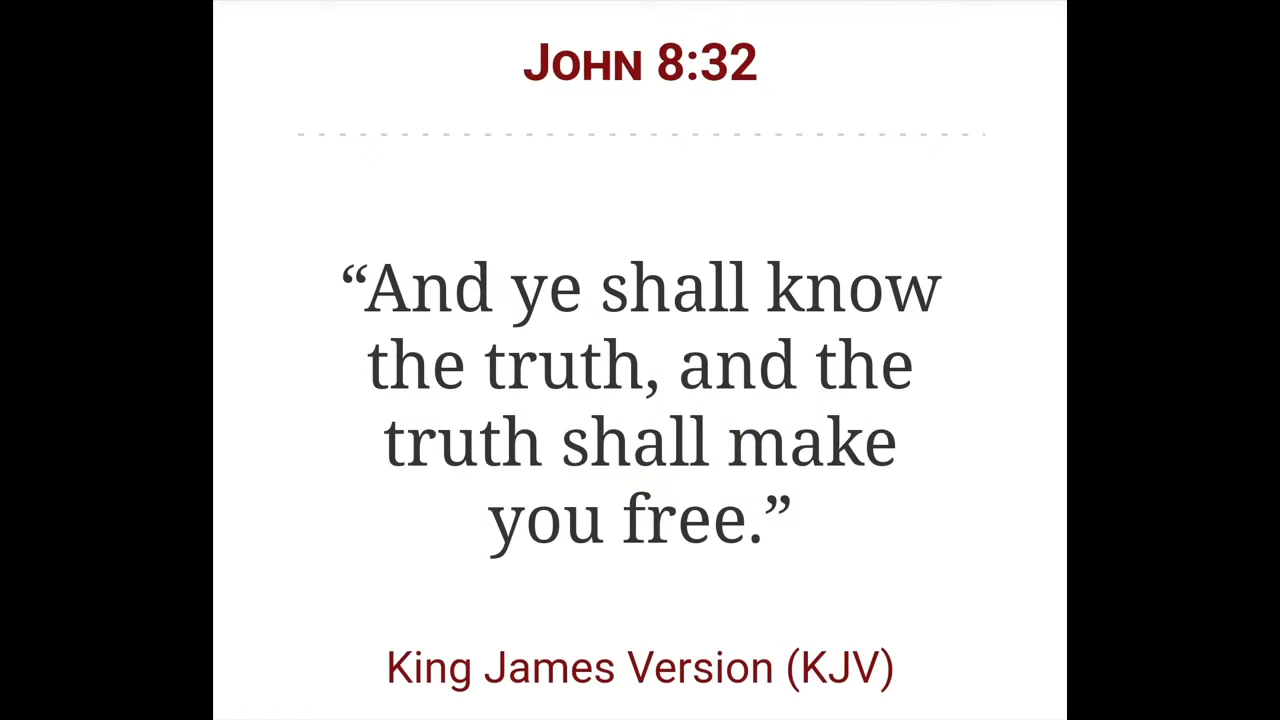 John 8:32
“And ye shall know
the truth, and the
truth shall make
you free.”
King James Version (KJV)